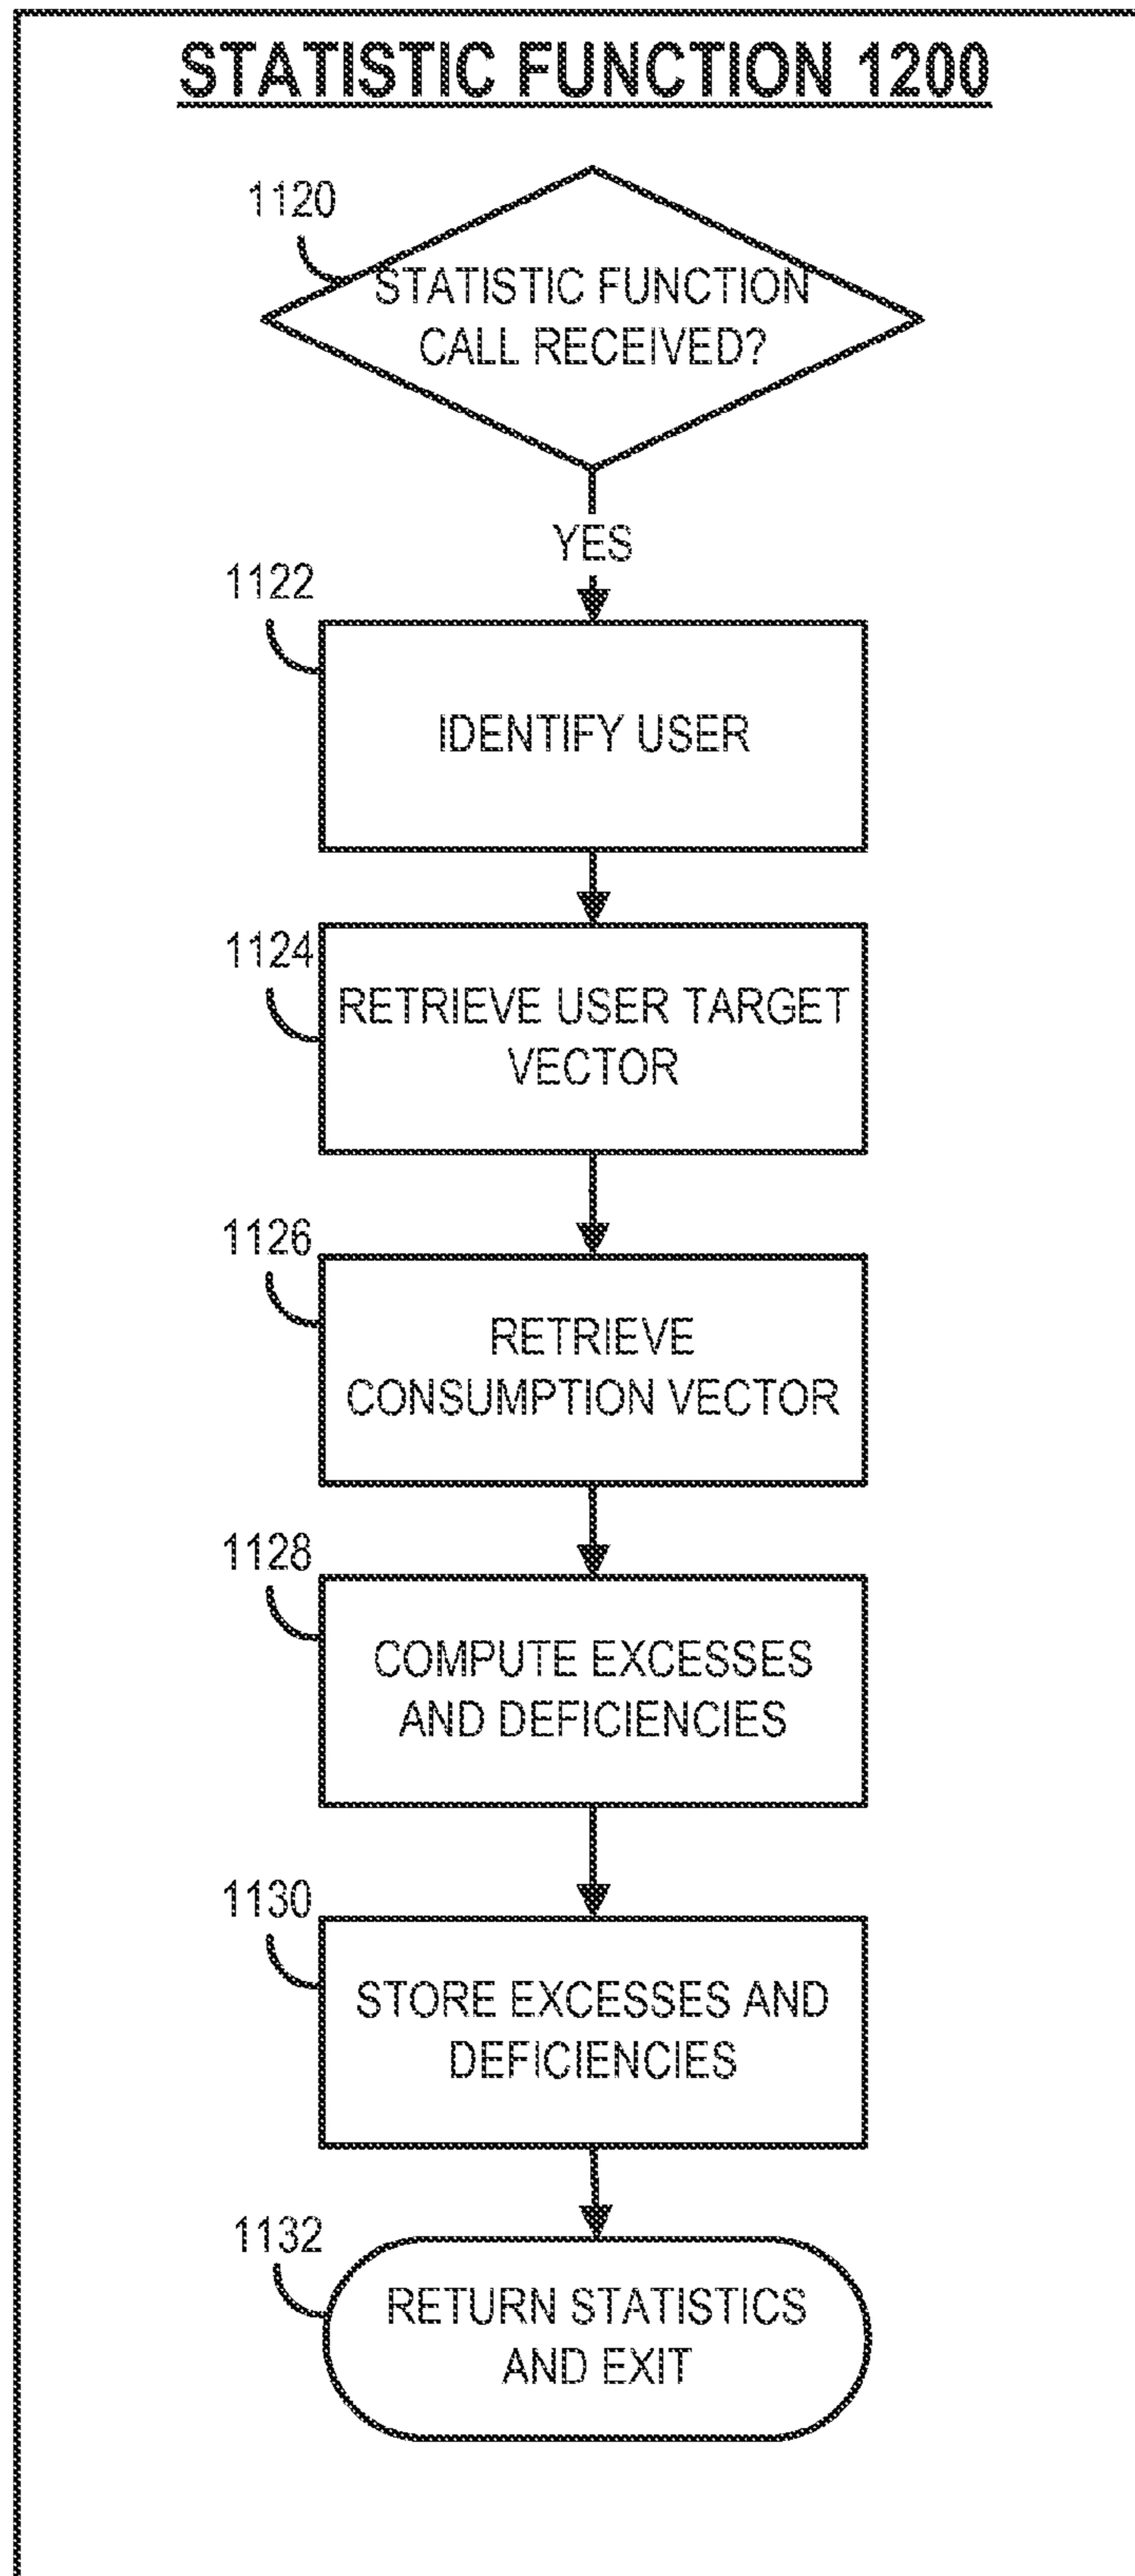 STATISTIC FUNCTION 1200
1120
STATISTIC FUNCTION
CALL RECEIVED?
YES
1122
IDENTIFY USER
1124
RETRIEVE USER TARGET
VECTOR
1126
RETRIEVE
CONSUMPTION VECTOR
1128
COMPUTE EXCESSES
AND DEFICIENCIES
1130
STORE EXCESSES AND
DEFICIENCIES
1132
RETURN STATISTICS
AND EXIT